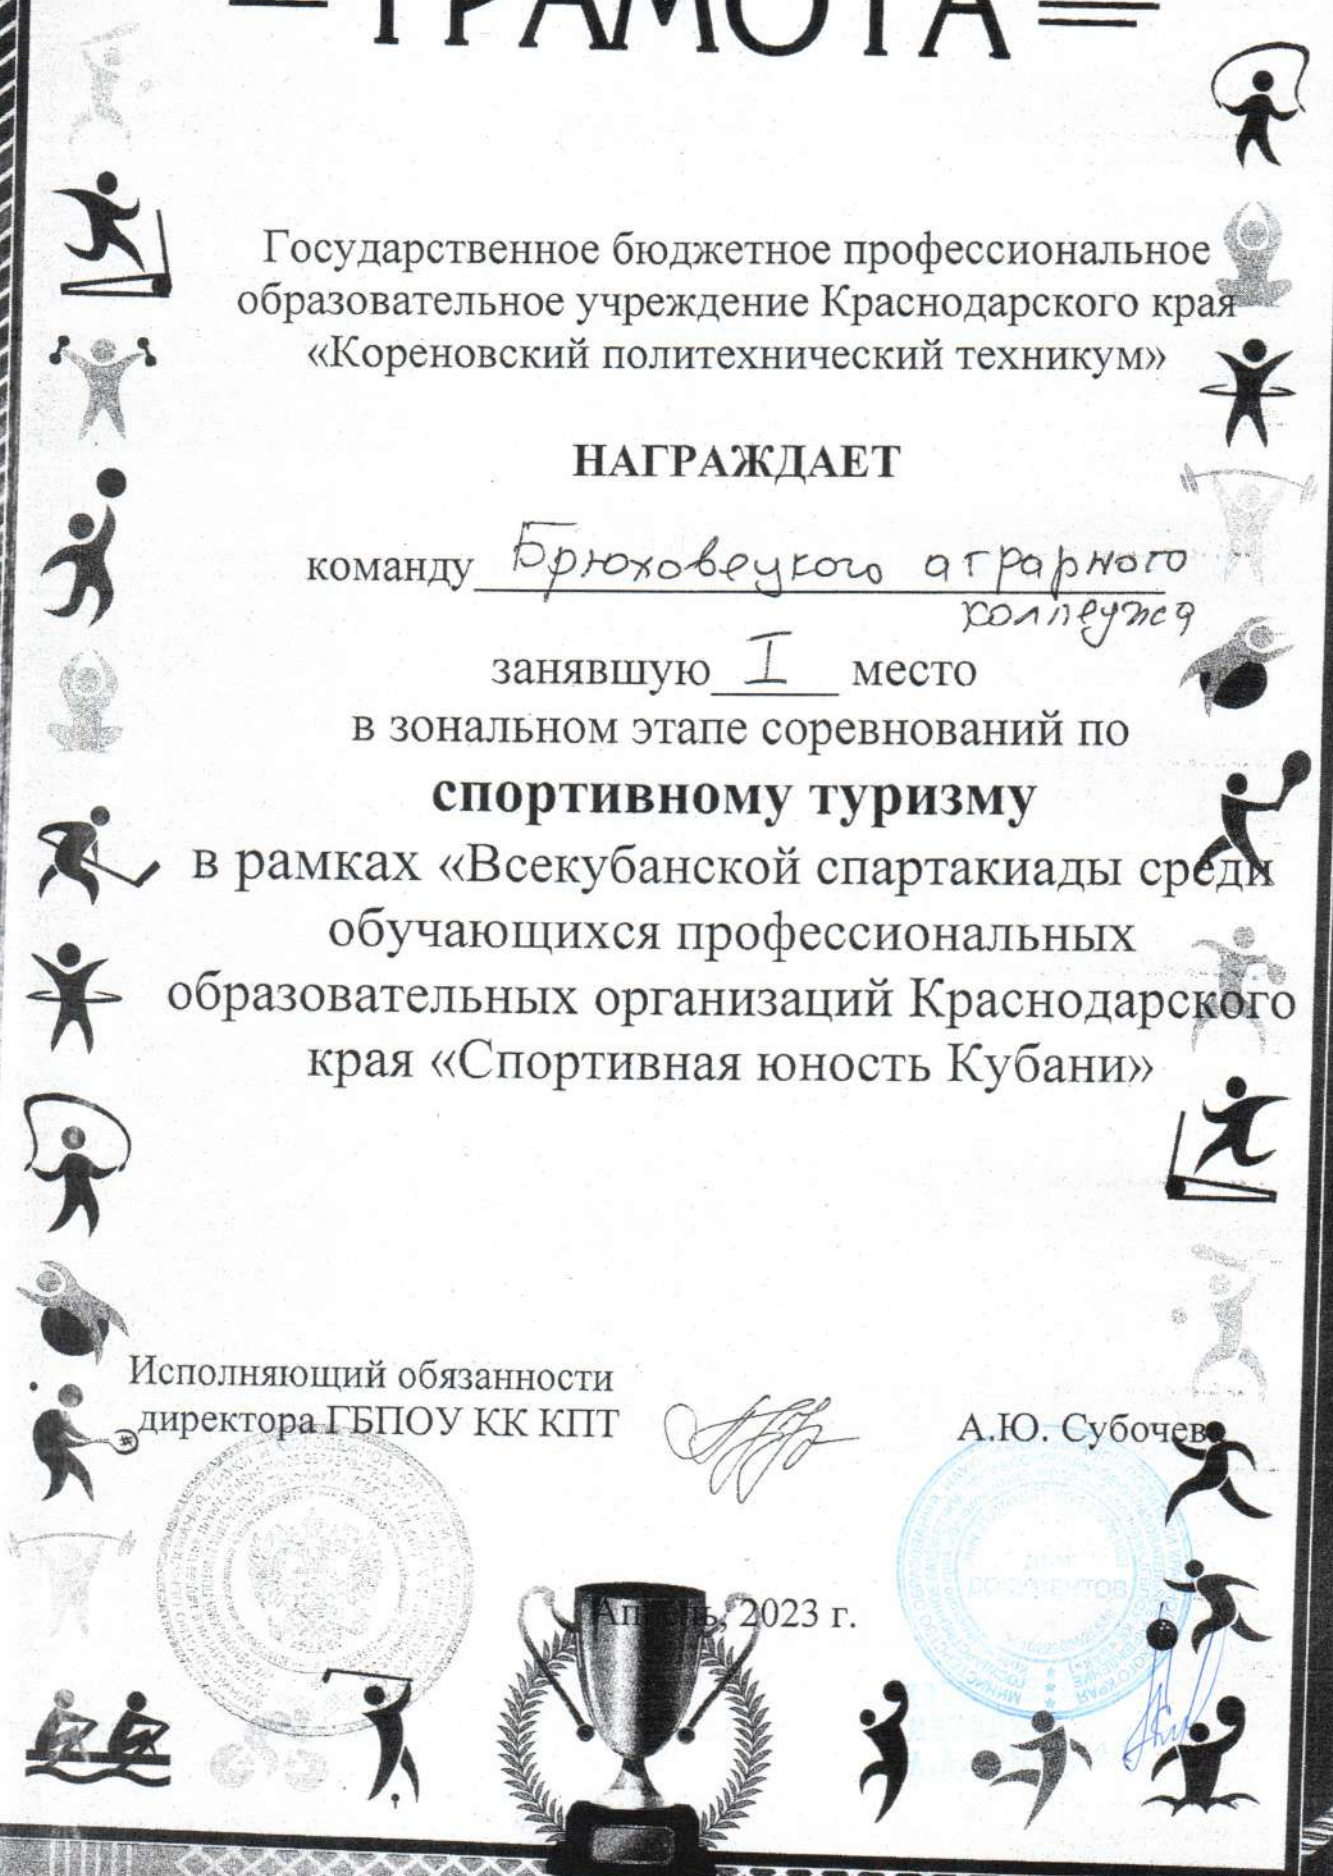 ГРАМОТА
Государственное бюджетное профессиональное
образовательное учреждение Краснодарского края
«Кореновский политехнический техникум»
НАГРАЖДАЕТ
команду Брюховецкого аграрного
колледжа
занявшую I место
в зональном этапе соревнований по
спортивному туризму
в рамках «Всекубанской спартакиады среди
обучающихся профессиональных
образовательных организаций Краснодарского
края «Спортивная юность Кубани»
Исполняющий обязанности
директора ГБПОУ КК КПТ
А.Ю. Субочев
ДОКУМЕНТОВ
Апрель, 2023 г.